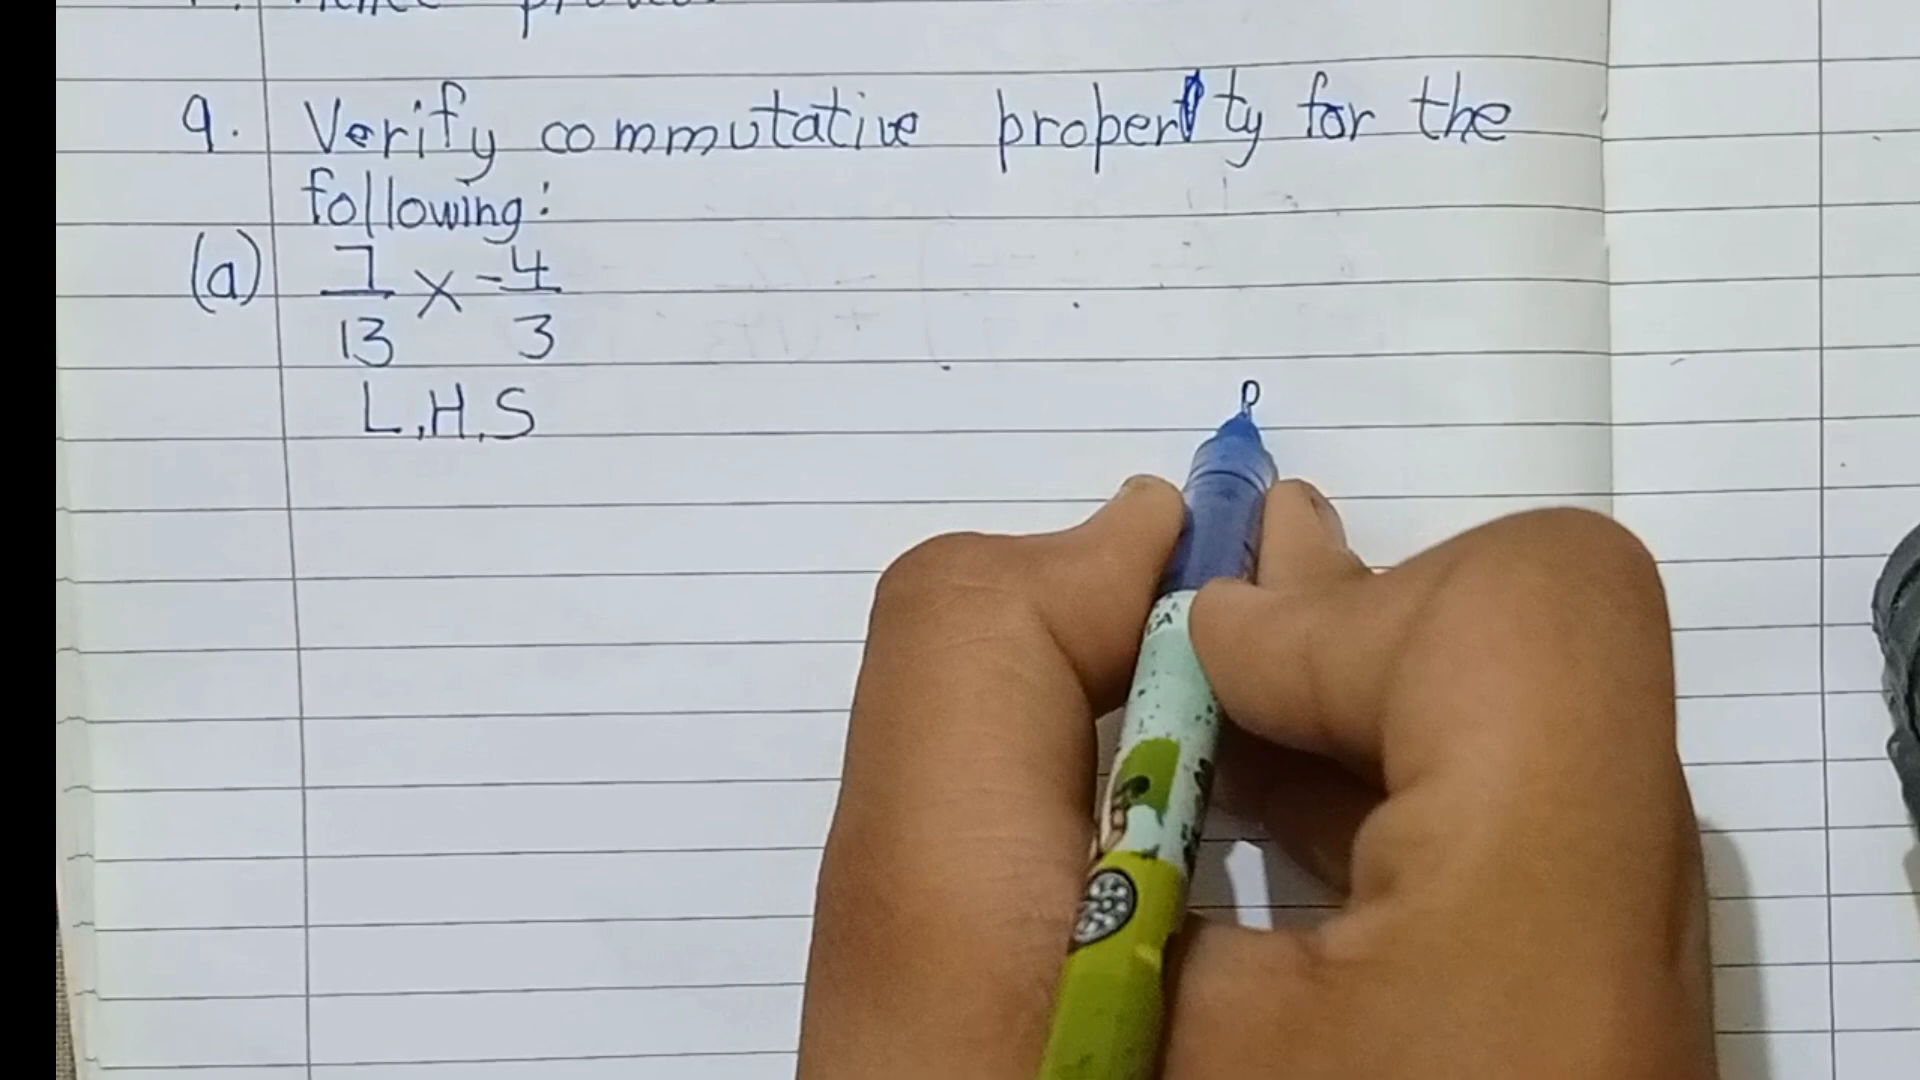 9. Verify commutative property for the
following:
(a) 7/13 × -4/3
L.H.S